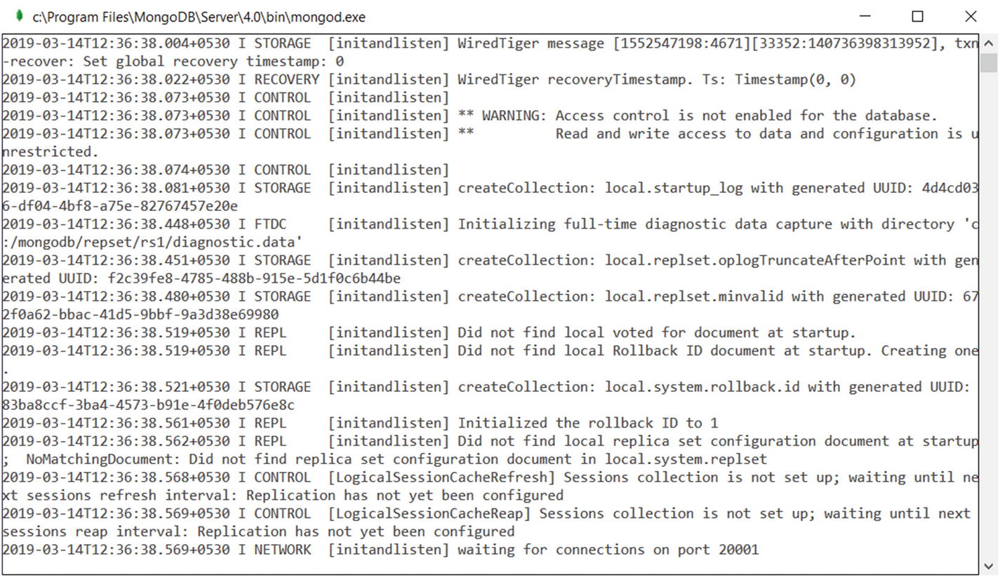 c:\Program Files\MongoDB\Server\4.0\bin\mongod.exe
2019-03-14T12:36:38.004+0530 I STORAGE  [initandlisten] WiredTiger message [1552547198:4671][33352:140736398313952], txn
-recover: Set global recovery timestamp: 0
2019-03-14T12:36:38.022+0530 I RECOVERY [initandlisten] WiredTiger recoveryTimestamp. Ts: Timestamp(0, 0)
2019-03-14T12:36:38.073+0530 I CONTROL  [initandlisten]
2019-03-14T12:36:38.073+0530 I CONTROL  [initandlisten] ** WARNING: Access control is not enabled for the database.
2019-03-14T12:36:38.073+0530 I CONTROL  [initandlisten] **          Read and write access to data and configuration is u
nrestricted.
2019-03-14T12:36:38.074+0530 I CONTROL  [initandlisten]
2019-03-14T12:36:38.081+0530 I STORAGE  [initandlisten] createCollection: local.startup_log with generated UUID: 4d4cd03
6-df04-4bf8-a75e-82767457e20e
2019-03-14T12:36:38.448+0530 I FTDC     [initandlisten] Initializing full-time diagnostic data capture with directory 'c
:/mongodb/repset/rs1/diagnostic.data'
2019-03-14T12:36:38.451+0530 I STORAGE  [initandlisten] createCollection: local.replset.oplogTruncateAfterPoint with gen
erated UUID: f2c39fe8-4785-488b-915e-5d1f0c6b44be
2019-03-14T12:36:38.480+0530 I STORAGE  [initandlisten] createCollection: local.replset.minvalid with generated UUID: 67
2f0a62-bbac-41d5-9bbf-9a3d38e69980
2019-03-14T12:36:38.519+0530 I REPL     [initandlisten] Did not find local voted for document at startup.
2019-03-14T12:36:38.519+0530 I REPL     [initandlisten] Did not find local Rollback ID document at startup. Creating one
.
2019-03-14T12:36:38.521+0530 I STORAGE  [initandlisten] createCollection: local.system.rollback.id with generated UUID:
83ba8ccf-3ba4-4573-b91e-4f0deb576e8c
2019-03-14T12:36:38.561+0530 I REPL     [initandlisten] Initialized the rollback ID to 1
2019-03-14T12:36:38.562+0530 I REPL     [initandlisten] Did not find local replica set configuration document at startup
;  NoMatchingDocument: Did not find replica set configuration document in local.system.replset
2019-03-14T12:36:38.568+0530 I CONTROL  [LogicalSessionCacheRefresh] Sessions collection is not set up; waiting until ne
xt sessions refresh interval: Replication has not yet been configured
2019-03-14T12:36:38.569+0530 I CONTROL  [LogicalSessionCacheReap] Sessions collection is not set up; waiting until next
sessions reap interval: Replication has not yet been configured
2019-03-14T12:36:38.569+0530 I NETWORK  [initandlisten] waiting for connections on port 20001